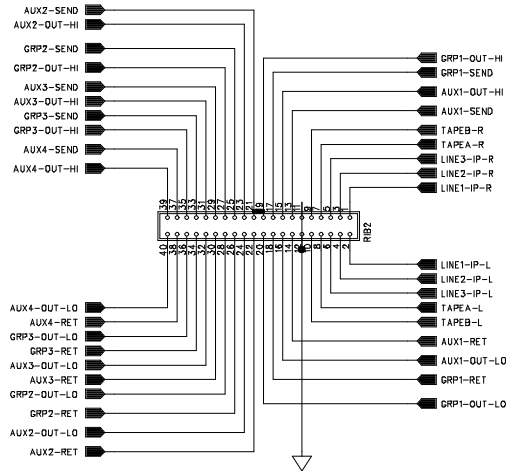 AUX2-SEND
AUX2-OUT-HI
GRP2-SEND
GRP2-OUT-HI
AUX3-SEND
AUX3-OUT-HI
GRP3-SEND
GRP3-OUT-HI
AUX4-SEND
AUX4-OUT-HI
GRP1-OUT-HI
GRP1-SEND
AUX1-OUT-HI
AUX1-SEND
TAPEB-R
TAPEA-R
LINE3-IP-R
LINE2-IP-R
LINE1-IP-R
39 37 35 33 31 29 27 25 23 21 19 17 15 13 11 9 7 5 3 1
RIB2
40 38 36 34 32 30 28 26 24 22 20 18 16 14 12 10 8 6 4 2
AUX4-OUT-LO
AUX4-RET
GRP3-OUT-LO
GRP3-RET
AUX3-OUT-LO
AUX3-RET
GRP2-OUT-LO
GRP2-RET
AUX2-OUT-LO
AUX2-RET
LINE1-IP-L
LINE2-IP-L
LINE3-IP-L
TAPEA-L
TAPEB-L
AUX1-RET
AUX1-OUT-LO
GRP1-RET
GRP1-OUT-LO